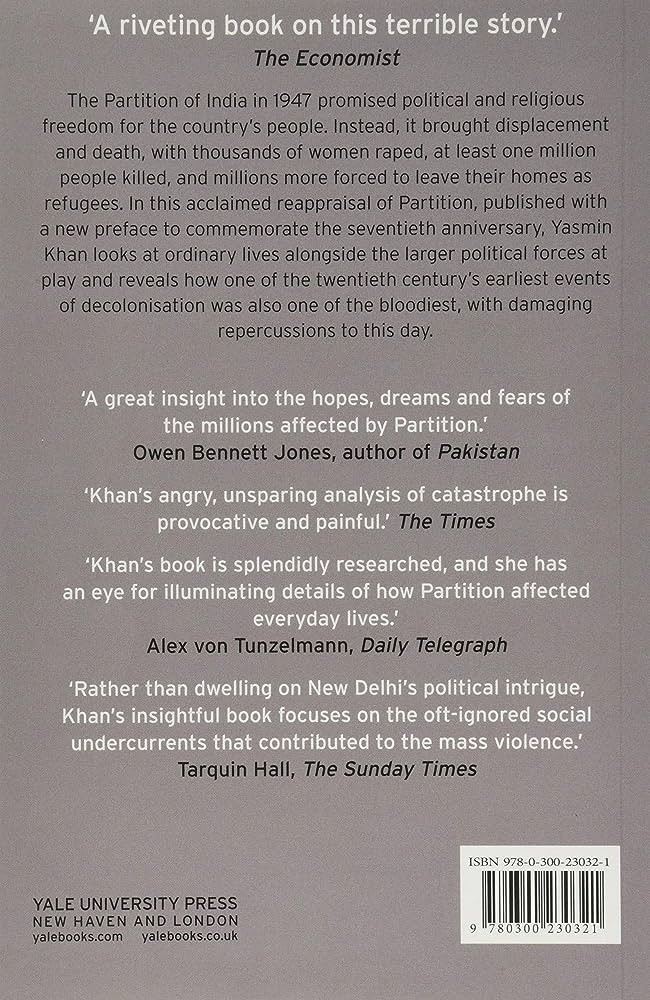 ‘A riveting book on this terrible story.’
The Economist
The Partition of India in 1947 promised political and religious
freedom for the country’s people. Instead, it brought displacement
and death, with thousands of women raped, at least one million
people killed, and millions more forced to leave their homes as
refugees. In this acclaimed reappraisal of Partition, published with
a new preface to commemorate the seventieth anniversary, Yasmin
Khan looks at ordinary lives alongside the larger political forces at
play and reveals how one of the twentieth century’s earliest events
of decolonisation was also one of the bloodiest, with damaging
repercussions to this day.
‘A great insight into the hopes, dreams and fears of
the millions affected by Partition.’
Owen Bennett Jones, author of Pakistan
‘Khan’s angry, unsparing analysis of catastrophe is
provocative and painful.’ The Times
‘Khan’s book is splendidly researched, and she has
an eye for illuminating details of how Partition affected
everyday lives.’
Alex von Tunzelmann, Daily Telegraph
‘Rather than dwelling on New Delhi’s political intrigue,
Khan’s insightful book focuses on the oft-ignored social
undercurrents that contributed to the mass violence.’
Tarquin Hall, The Sunday Times
ISBN 978-0-300-23032-1
9 780300 230321
YALE UNIVERSITY PRESS
NEW HAVEN AND LONDON
yalebooks.com yalebooks.co.uk